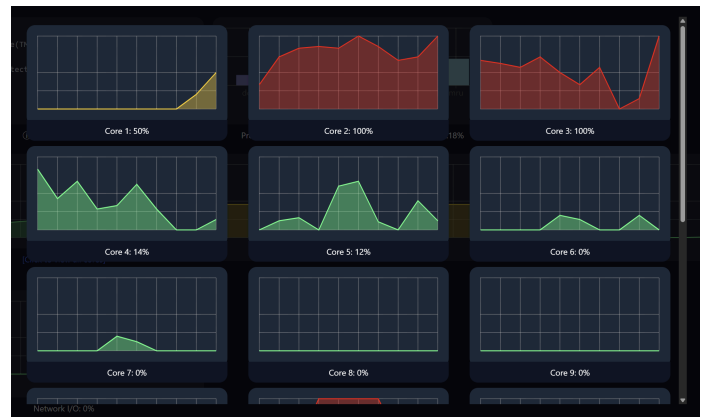 Core 1: 50%
Core 2: 100%
Core 3: 100%
18%
Core 4: 14%
Core 5: 12%
Core 6: 0%
Core 7: 0%
Core 8: 0%
Core 9: 0%
Network I/O: 0%